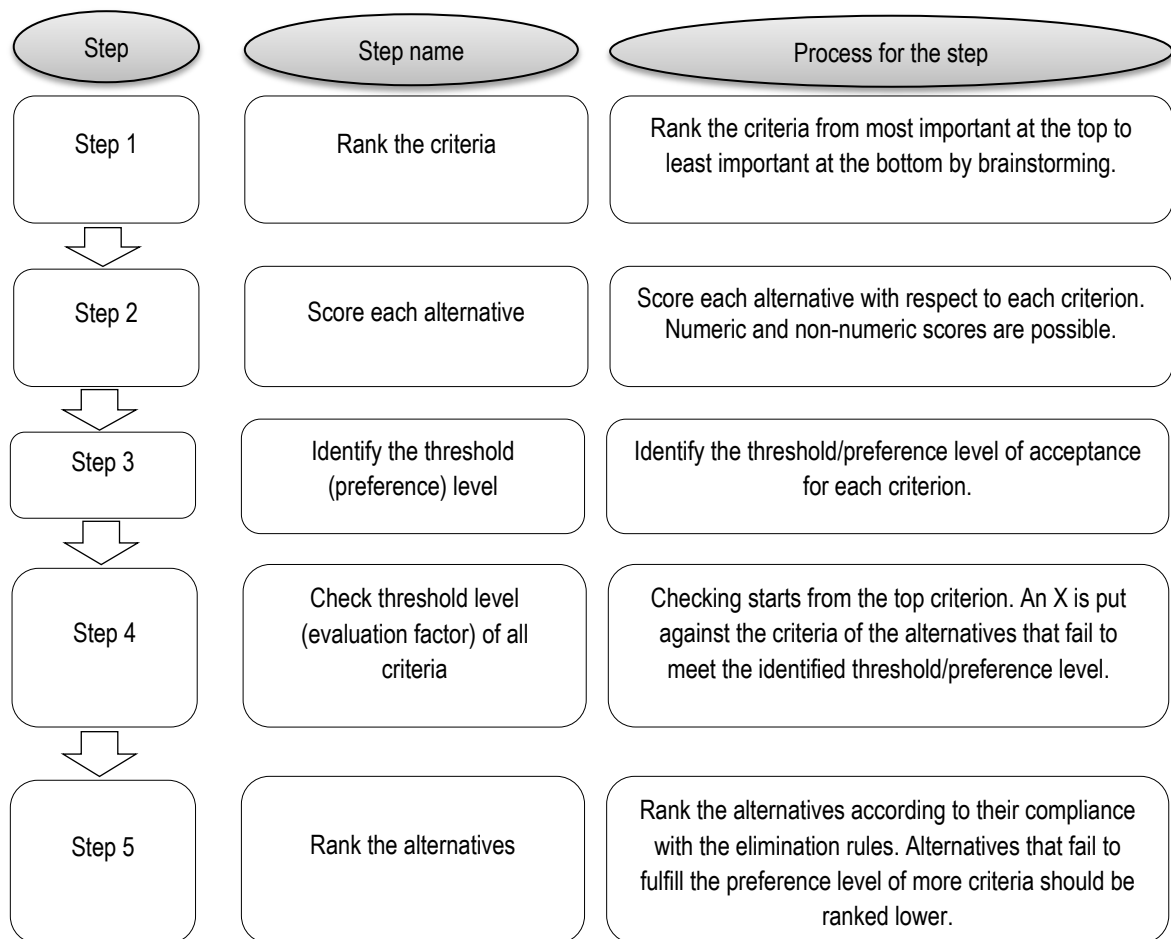 Step
Step name
Process for the step
Step 1
Rank the criteria
Rank the criteria from most important at the top to
least important at the bottom by brainstorming.
Step 2
Score each alternative
Score each alternative with respect to each criterion.
Numeric and non-numeric scores are possible.
Step 3
Identify the threshold
(preference) level
Identify the threshold/preference level of acceptance
for each criterion.
Step 4
Check threshold level
(evaluation factor) of all
criteria
Checking starts from the top criterion. An X is put
against the criteria of the alternatives that fail to
meet the identified threshold/preference level.
Step 5
Rank the alternatives
Rank the alternatives according to their compliance
with the elimination rules. Alternatives that fail to
fulfill the preference level of more criteria should be
ranked lower.